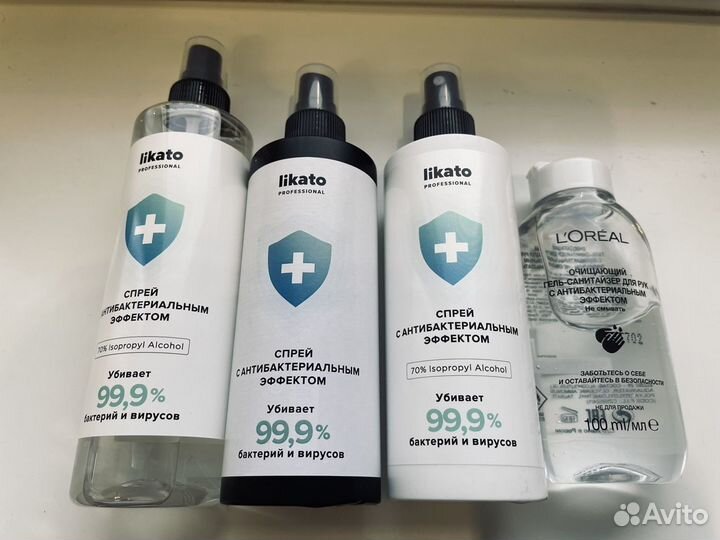 likato
PROFESSIONAL
СПРЕЙ
С АНТИБАКТЕРИАЛЬНЫМ
ЭФФЕКТОМ
70% Isopropyl Alcohol
Убивает
99,9%
бактерий и вирусов
likato
PROFESSIONAL
СПРЕЙ
С АНТИБАКТЕРИАЛЬНЫМ
ЭФФЕКТОМ
Убивает
99,9%
бактерий и вирусов
likato
PROFESSIONAL
СПРЕЙ
С АНТИБАКТЕРИАЛЬНЫМ
ЭФФЕКТОМ
70% Isopropyl Alcohol
Убивает
99,9%
бактерий и вирусов
L'ORÉAL
ОЧИЩАЮЩИЙ
ГЕЛЬ-САНИТАЙЗЕР ДЛЯ РУК
С АНТИБАКТЕРИАЛЬНЫМ
ЭФФЕКТОМ
Не смывать
702
ЗАБОТЬТЕСЬ О СЕБЕ
И ОСТАВАЙТЕСЬ В БЕЗОПАСНОСТИ
НЕ ДЛЯ ПРОДАЖИ
100 ml/мл℮
Avito